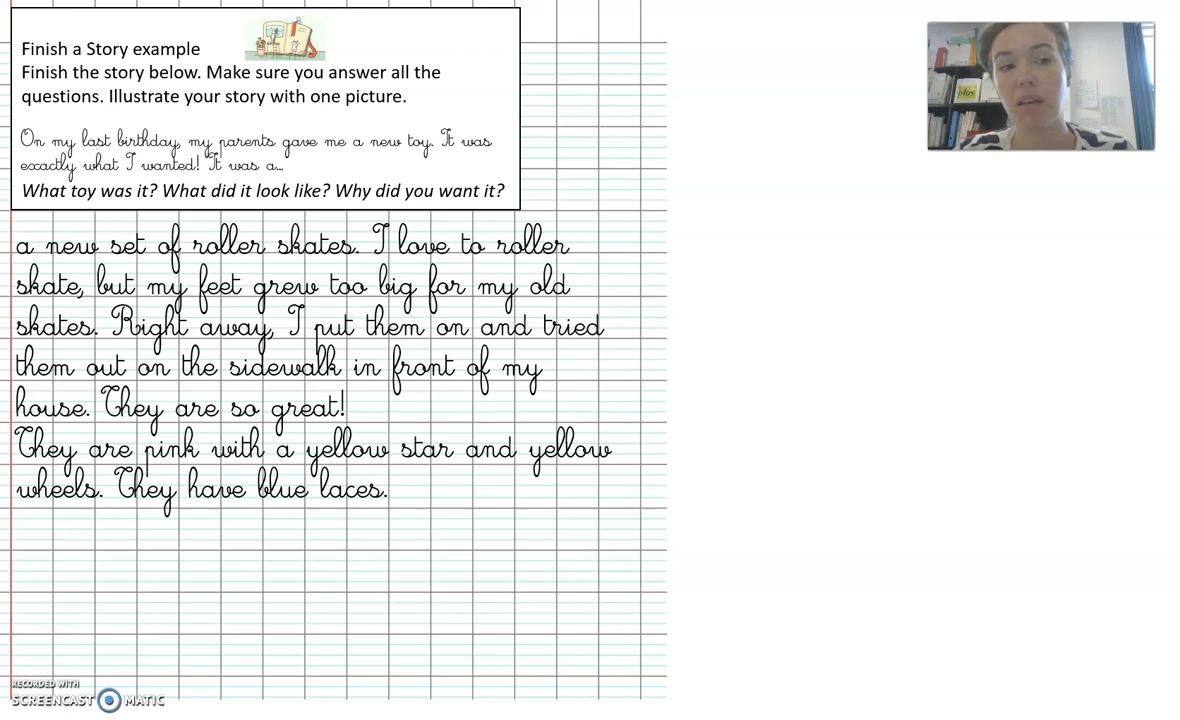 Finish a Story example
Finish the story below. Make sure you answer all the
questions. Illustrate your story with one picture.
On my last birthday, my parents gave me a new toy. It was
exactly what I wanted! It was a...
What toy was it? What did it look like? Why did you want it?
a new set of roller skates. I love to roller
skate, but my feet grew too big for my old
skates. Right away, I put them on and tried
them out on the sidewalk in front of my
house. They are so great!
They are pink with a yellow star and yellow
wheels. They have blue laces.
plus
RECORDED WITH
SCREENCAST MATIC